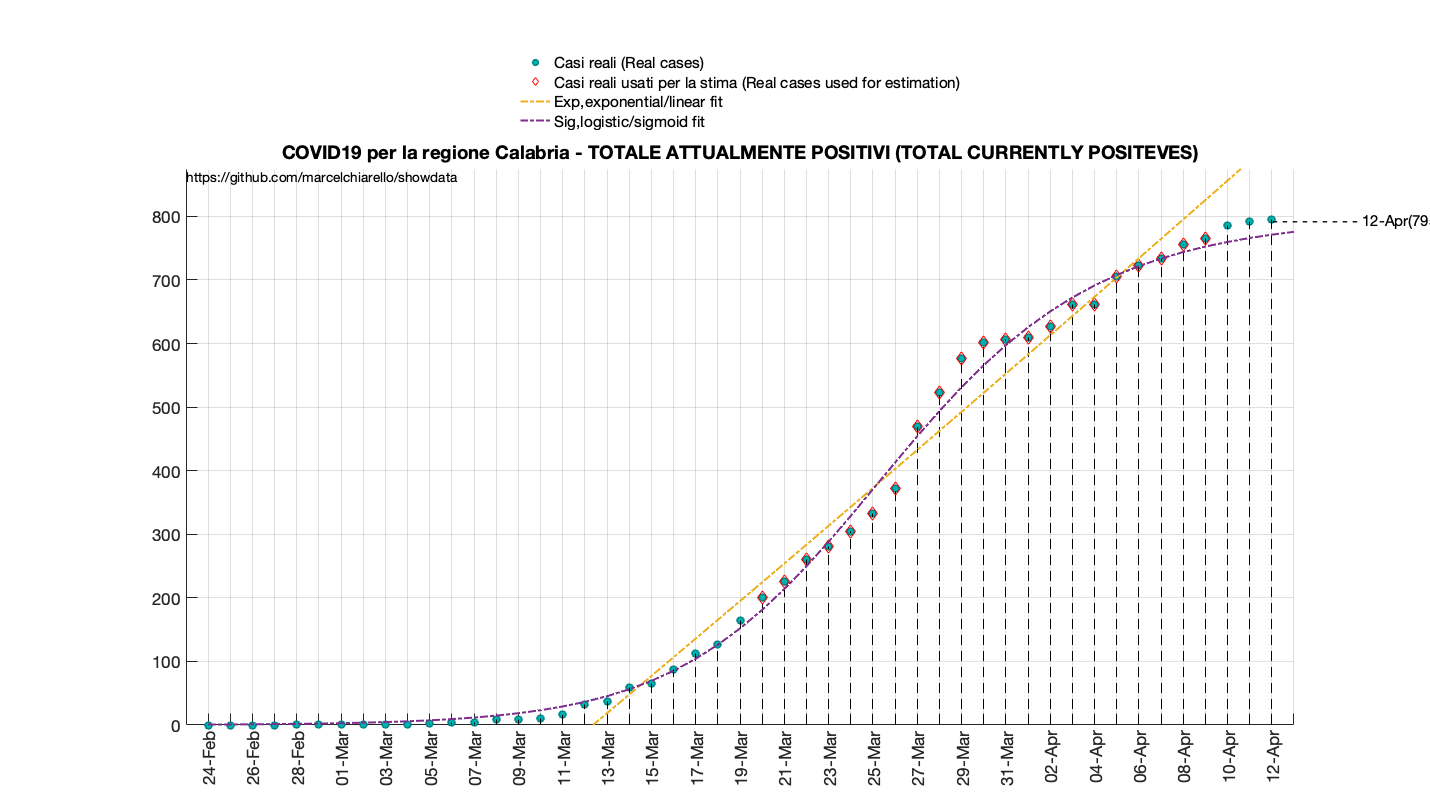 Casi reali (Real cases)
Casi reali usati per la stima (Real cases used for estimation)
Exp,exponential/linear fit
Sig,logistic/sigmoid fit
COVID19 per la regione Calabria - TOTALE ATTUALMENTE POSITIVI (TOTAL CURRENTLY POSITEVES)
https://github.com/marcelchiarello/showdata
800
12-Apr(79
700
600
500
400
300
200
100
0
24-Feb
26-Feb
28-Feb
01-Mar
03-Mar
05-Mar
07-Mar
09-Mar
11-Mar
13-Mar
15-Mar
17-Mar
19-Mar
21-Mar
23-Mar
25-Mar
27-Mar
29-Mar
31-Mar
02-Apr
04-Apr
06-Apr
08-Apr
10-Apr
12-Apr